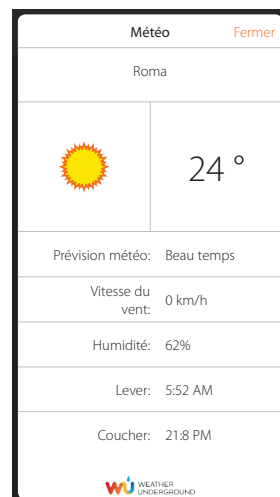 Météo Fermer
Roma
24 °
Prévision météo: Beau temps
Vitesse du
vent: 0 km/h
Humidité: 62%
Lever: 5:52 AM
Coucher: 21:8 PM
wu WEATHER
UNDERGROUND